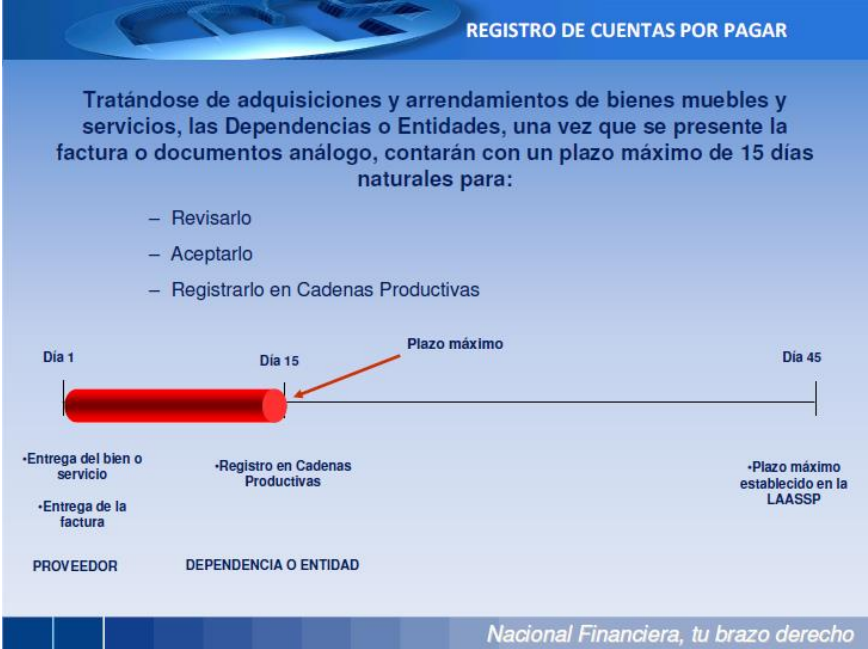 REGISTRO DE CUENTAS POR PAGAR
Tratándose de adquisiciones y arrendamientos de bienes muebles y
servicios, las Dependencias o Entidades, una vez que se presente la
factura o documentos análogo, contarán con un plazo máximo de 15 días
naturales para:
– Revisarlo
– Aceptarlo
– Registrarlo en Cadenas Productivas
Plazo máximo
Día 1
Día 15
Día 45
•Entrega del bien o
servicio
•Entrega de la
factura
PROVEEDOR
•Registro en Cadenas
Productivas
DEPENDENCIA O ENTIDAD
•Plazo máximo
establecido en la
LAASSP
Nacional Financiera, tu brazo derecho